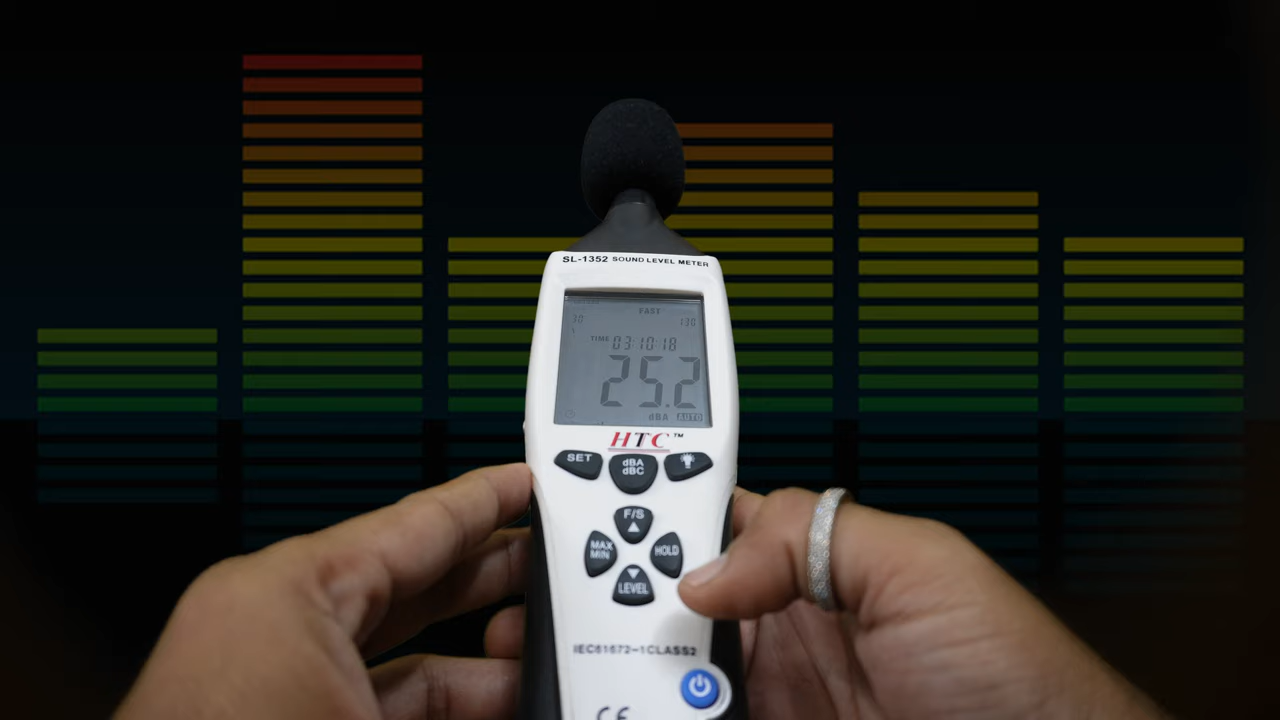 SL-1352 SOUND LEVEL METER
FAST
30 130
TIME 03:10:18
25.2
dBA AUTO
HTC™
SET
dBA
dBC
F/S
MAX
MIN
HOLD
LEVEL
IEC61672-1CLASS2
CE